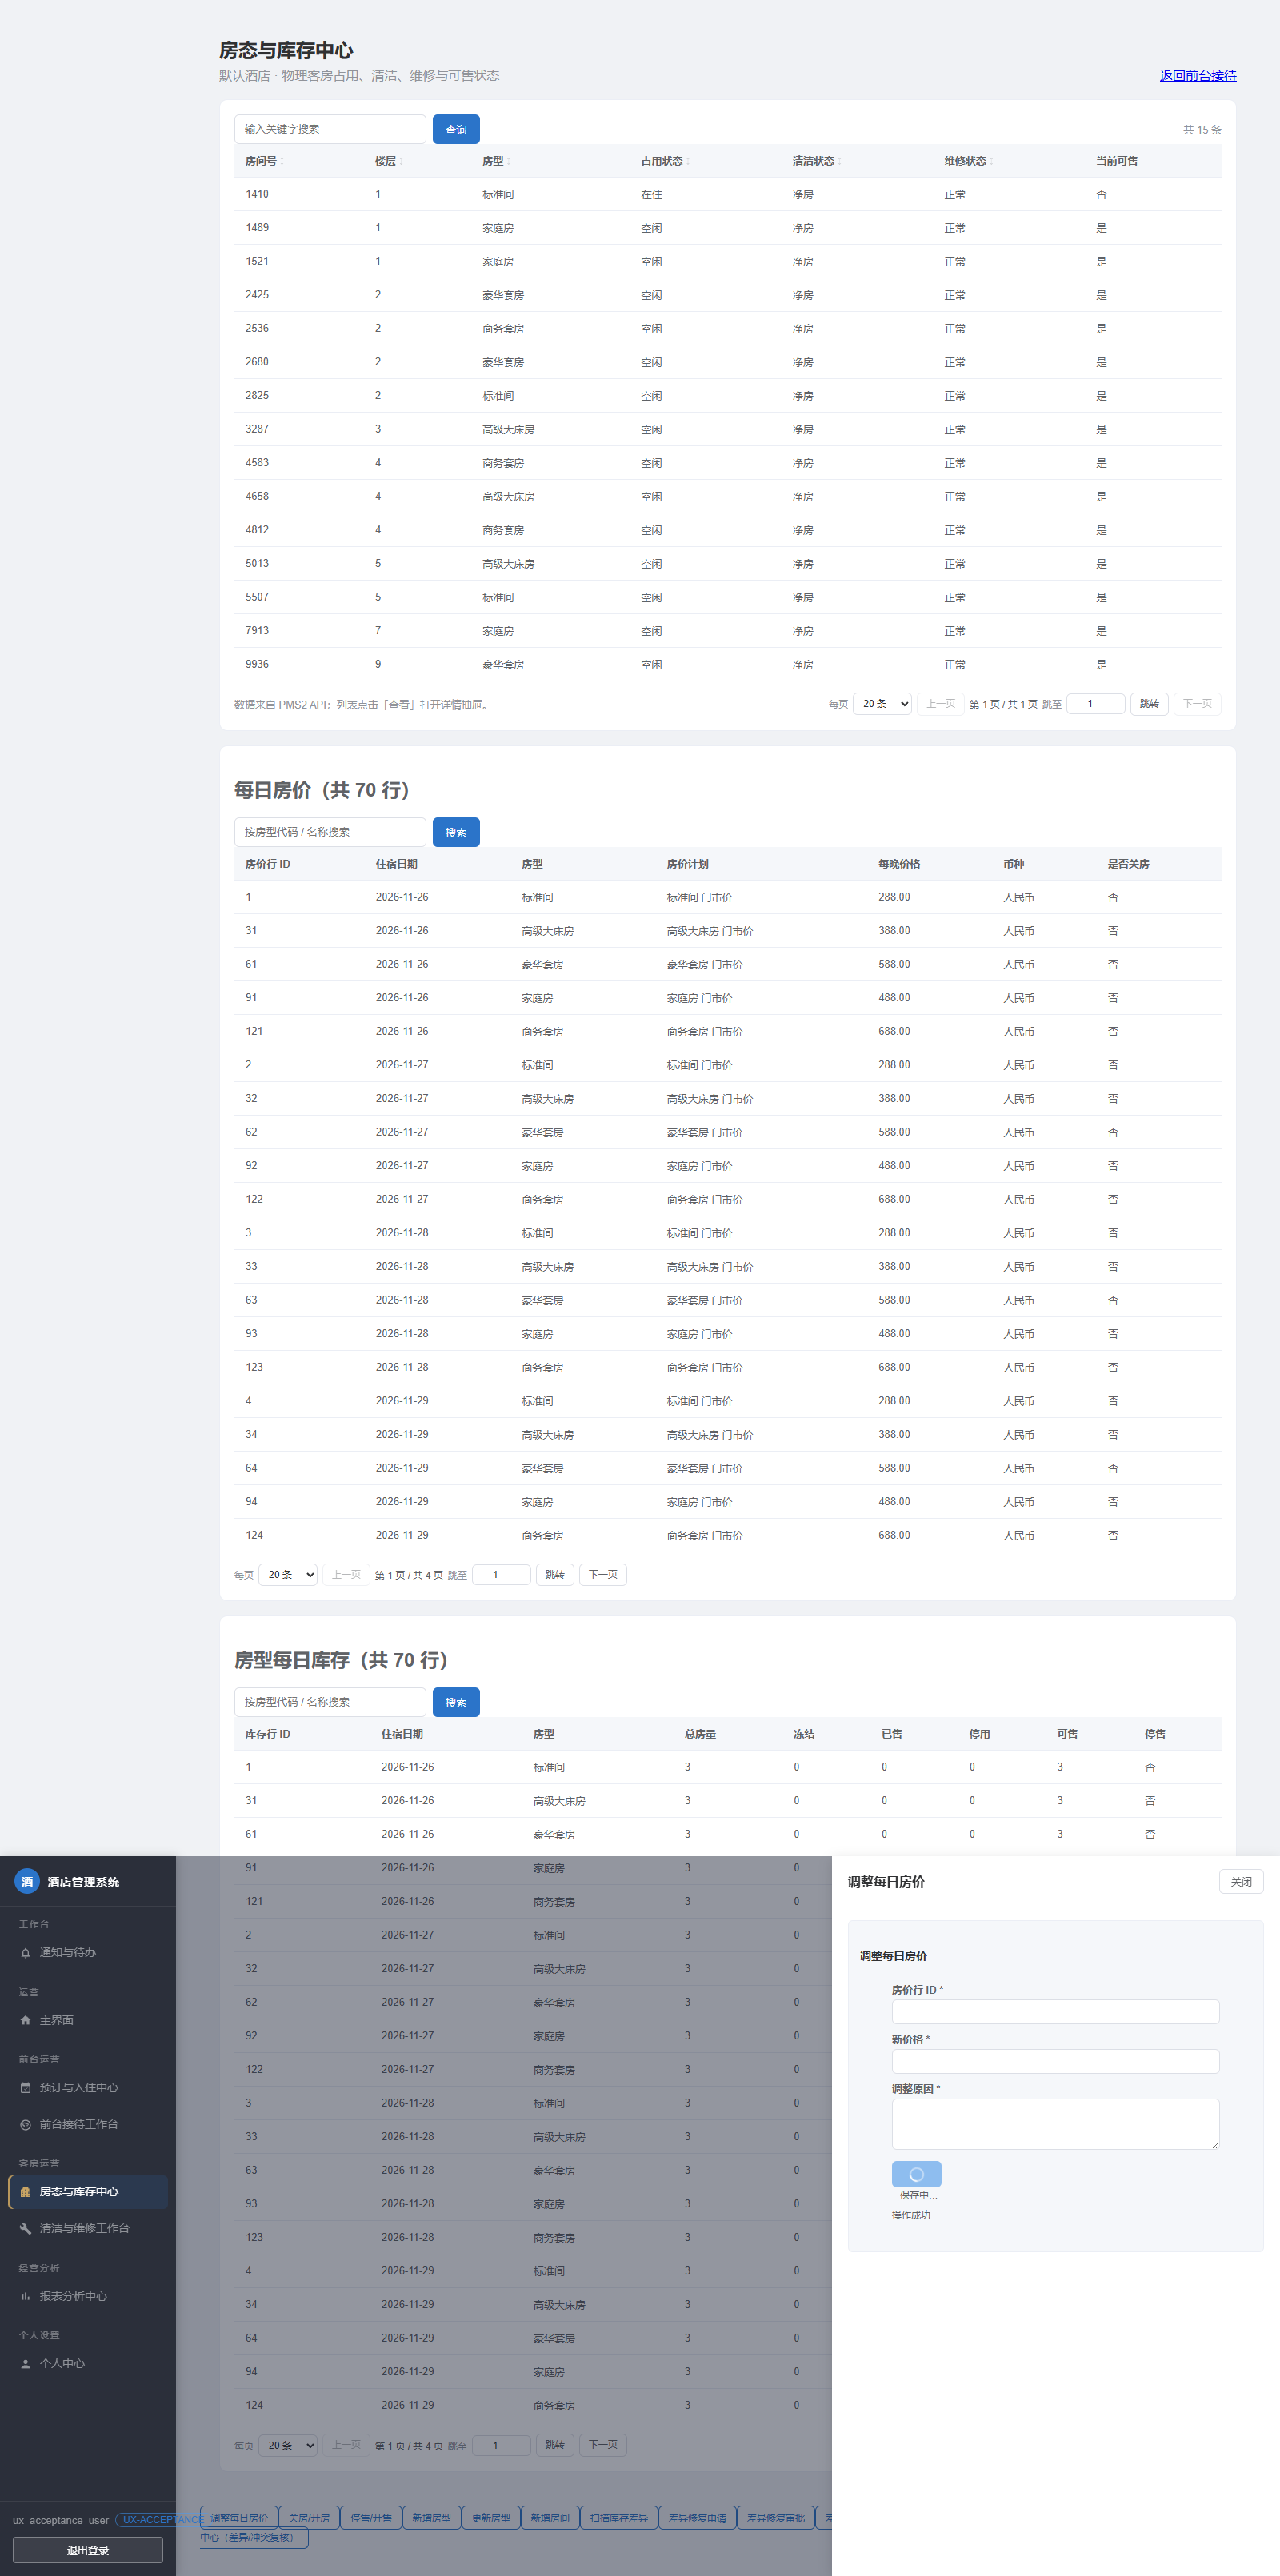 房态与库存中心
默认酒店 · 物理客房占用、清洁、维修与可售状态
返回前台接待
输入关键字搜索 查询 共 15 条
房间号 楼层 房型 占用状态 清洁状态 维修状态 当前可售
1410 1 标准间 在住 净房 正常 否
1489 1 家庭房 空闲 净房 正常 是
1521 1 家庭房 空闲 净房 正常 是
2425 2 豪华套房 空闲 净房 正常 是
2536 2 商务套房 空闲 净房 正常 是
2680 2 豪华套房 空闲 净房 正常 是
2825 2 标准间 空闲 净房 正常 是
3287 3 高级大床房 空闲 净房 正常 是
4583 4 商务套房 空闲 净房 正常 是
4658 4 高级大床房 空闲 净房 正常 是
4812 4 商务套房 空闲 净房 正常 是
5013 5 高级大床房 空闲 净房 正常 是
5507 5 标准间 空闲 净房 正常 是
7913 7 家庭房 空闲 净房 正常 是
9936 9 豪华套房 空闲 净房 正常 是
数据来自 PMS2 API；列表点击「查看」打开详情抽屉。 每页 20 条 上一页 第 1 页 / 共 1 页 跳至 1 跳转 下一页
每日房价（共 70 行）
按房型代码 / 名称搜索 搜索
房价行 ID 住宿日期 房型 房价计划 每晚价格 币种 是否关房
1 2026-11-26 标准间 标准间 门市价 288.00 人民币 否
31 2026-11-26 高级大床房 高级大床房 门市价 388.00 人民币 否
61 2026-11-26 豪华套房 豪华套房 门市价 588.00 人民币 否
91 2026-11-26 家庭房 家庭房 门市价 488.00 人民币 否
121 2026-11-26 商务套房 商务套房 门市价 688.00 人民币 否
2 2026-11-27 标准间 标准间 门市价 288.00 人民币 否
32 2026-11-27 高级大床房 高级大床房 门市价 388.00 人民币 否
62 2026-11-27 豪华套房 豪华套房 门市价 588.00 人民币 否
92 2026-11-27 家庭房 家庭房 门市价 488.00 人民币 否
122 2026-11-27 商务套房 商务套房 门市价 688.00 人民币 否
3 2026-11-28 标准间 标准间 门市价 288.00 人民币 否
33 2026-11-28 高级大床房 高级大床房 门市价 388.00 人民币 否
63 2026-11-28 豪华套房 豪华套房 门市价 588.00 人民币 否
93 2026-11-28 家庭房 家庭房 门市价 488.00 人民币 否
123 2026-11-28 商务套房 商务套房 门市价 688.00 人民币 否
4 2026-11-29 标准间 标准间 门市价 288.00 人民币 否
34 2026-11-29 高级大床房 高级大床房 门市价 388.00 人民币 否
64 2026-11-29 豪华套房 豪华套房 门市价 588.00 人民币 否
94 2026-11-29 家庭房 家庭房 门市价 488.00 人民币 否
124 2026-11-29 商务套房 商务套房 门市价 688.00 人民币 否
每页 20 条 上一页 第 1 页 / 共 4 页 跳至 1 跳转 下一页
房型每日库存（共 70 行）
按房型代码 / 名称搜索 搜索
库存行 ID 住宿日期 房型 总房量 冻结 已售 停用 可售 停售
1 2026-11-26 标准间 3 0 0 0 3 否
31 2026-11-26 高级大床房 3 0 0 0 3 否
61 2026-11-26 豪华套房 3 0 0 0 3 否
91 2026-11-26 家庭房 3 0
121 2026-11-26 商务套房 3 0
2 2026-11-27 标准间 3 0
32 2026-11-27 高级大床房 3 0
62 2026-11-27 豪华套房 3 0
92 2026-11-27 家庭房 3 0
122 2026-11-27 商务套房 3 0
3 2026-11-28 标准间 3 0
33 2026-11-28 高级大床房 3 0
63 2026-11-28 豪华套房 3 0
93 2026-11-28 家庭房 3 0
123 2026-11-28 商务套房 3 0
4 2026-11-29 标准间 3 0
34 2026-11-29 高级大床房 3 0
64 2026-11-29 豪华套房 3 0
94 2026-11-29 家庭房 3 0
124 2026-11-29 商务套房 3 0
每页 20 条 上一页 第 1 页 / 共 4 页 跳至 1 跳转 下一页
调整每日房价 关房/开房 停售/开售 新增房型 更新房型 新增房间 扫描库存差异 差异修复申请 差异修复审批
中心（差异/冲突复核）
酒 酒店管理系统
工作台
通知与待办
运营
主界面
前台运营
预订与入住中心
前台接待工作台
客房运营
房态与库存中心
清洁与维修工作台
经营分析
报表分析中心
个人设置
个人中心
ux_acceptance_user UX-ACCEPTANCE
退出登录
调整每日房价 关闭
调整每日房价
房价行 ID *
新价格 *
调整原因 *
保存中...
操作成功